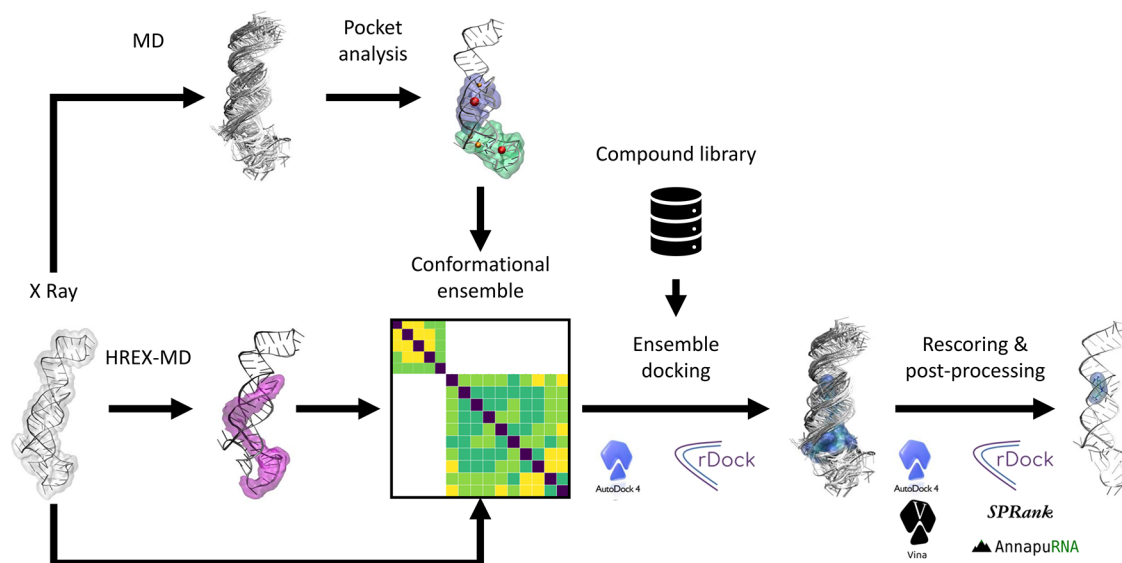 MD
Pocket
analysis
Compound library
X Ray
Conformational
ensemble
HREX-MD
Ensemble
docking
Rescoring &
post-processing
AutoDock 4
rDock
AutoDock 4
rDock
Vina
SPRank
AnnapuRNA